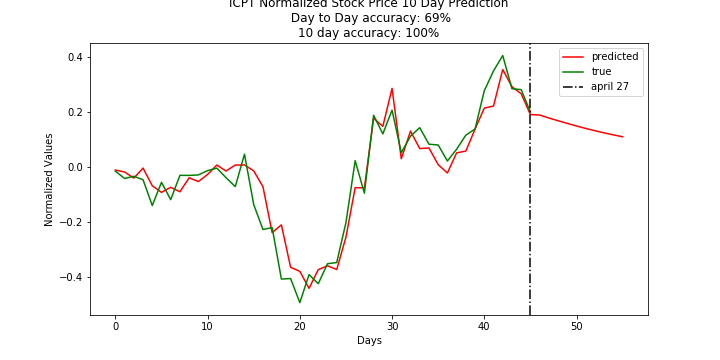 ICPT Normalized Stock Price 10 Day Prediction
Day to Day accuracy: 69%
10 day accuracy: 100%
predicted
true
april 27
Normalized Values
0.4
0.2
0.0
−0.2
−0.4
0 10 20 30 40 50
Days